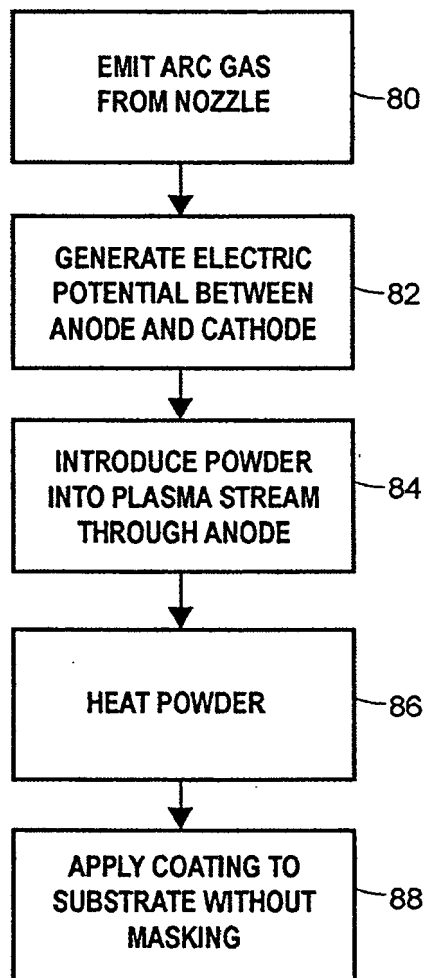 EMIT ARC GAS
FROM NOZZLE
80
GENERATE ELECTRIC
POTENTIAL BETWEEN
ANODE AND CATHODE
82
INTRODUCE POWDER
INTO PLASMA STREAM
THROUGH ANODE
84
HEAT POWDER
86
APPLY COATING TO
SUBSTRATE WITHOUT
MASKING
88